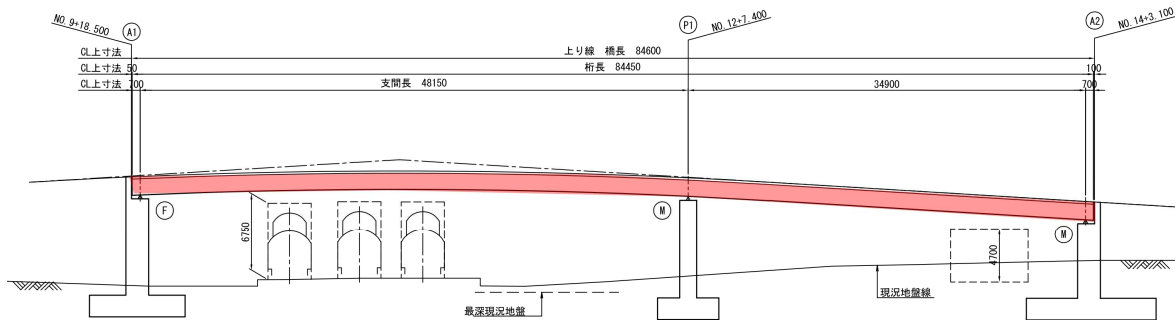 NO.9+18.500
A1
P1
NO.12+7.400
A2
NO.14+3.100
CL上寸法
上り線 橋長 84600
CL上寸法 50
桁長 84450
100
CL上寸法 700
支間長 48150
34900
700
F
M
M
6750
4700
最深現況地盤
現況地盤線